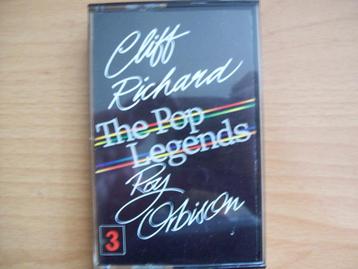 Cliff
Richard
The Pop
Legends
Roy
Orbison
3